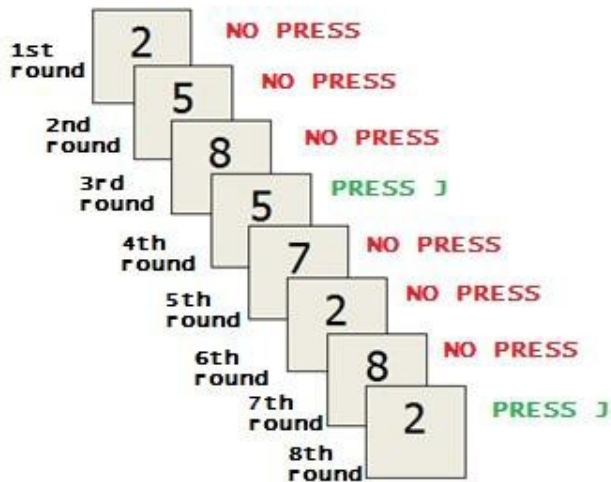 2
NO PRESS
1st
round
5
NO PRESS
2nd
round
8
NO PRESS
3rd
round
5
PRESS J
4th
round
7
NO PRESS
5th
round
2
NO PRESS
6th
round
8
NO PRESS
7th
round
2
PRESS J
8th
round